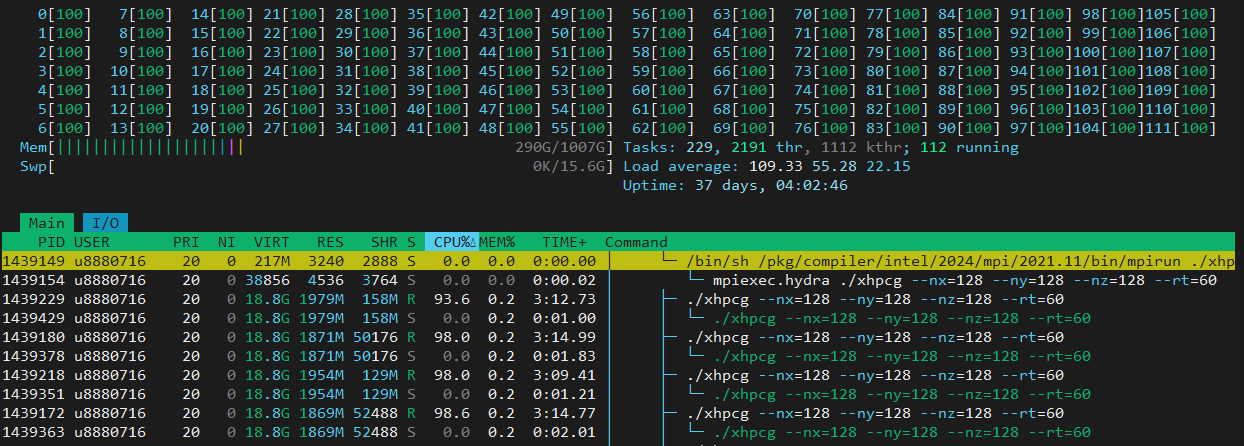 0[100] 7[100] 14[100] 21[100] 28[100] 35[100] 42[100] 49[100] 56[100] 63[100] 70[100] 77[100] 84[100] 91[100] 98[100]105[100]
1[100] 8[100] 15[100] 22[100] 29[100] 36[100] 43[100] 50[100] 57[100] 64[100] 71[100] 78[100] 85[100] 92[100] 99[100]106[100]
2[100] 9[100] 16[100] 23[100] 30[100] 37[100] 44[100] 51[100] 58[100] 65[100] 72[100] 79[100] 86[100] 93[100]100[100]107[100]
3[100] 10[100] 17[100] 24[100] 31[100] 38[100] 45[100] 52[100] 59[100] 66[100] 73[100] 80[100] 87[100] 94[100]101[100]108[100]
4[100] 11[100] 18[100] 25[100] 32[100] 39[100] 46[100] 53[100] 60[100] 67[100] 74[100] 81[100] 88[100] 95[100]102[100]109[100]
5[100] 12[100] 19[100] 26[100] 33[100] 40[100] 47[100] 54[100] 61[100] 68[100] 75[100] 82[100] 89[100] 96[100]103[100]110[100]
6[100] 13[100] 20[100] 27[100] 34[100] 41[100] 48[100] 55[100] 62[100] 69[100] 76[100] 83[100] 90[100] 97[100]104[100]111[100]
Mem[||||||||||||||||||||| 290G/1007G] Tasks: 229, 2191 thr, 1112 kthr; 112 running
Swp[ 0K/15.6G] Load average: 109.33 55.28 22.15
Uptime: 37 days, 04:02:46
Main I/O
PID USER PRI NI VIRT RES SHR S CPU%△MEM% TIME+ Command
1439149 u8880716 20 0 217M 3240 2888 S 0.0 0.0 0:00.00 │ └─ /bin/sh /pkg/compiler/intel/2024/mpi/2021.11/bin/mpirun ./xhp
1439154 u8880716 20 0 38856 4536 3764 S 0.0 0.0 0:00.02 │ └─ mpiexec.hydra ./xhpcg --nx=128 --ny=128 --nz=128 --rt=60
1439229 u8880716 20 0 18.8G 1979M 158M R 93.6 0.2 3:12.73 │ ├─ ./xhpcg --nx=128 --ny=128 --nz=128 --rt=60
1439429 u8880716 20 0 18.8G 1979M 158M S 0.0 0.2 0:01.00 │ │ └─ ./xhpcg --nx=128 --ny=128 --nz=128 --rt=60
1439180 u8880716 20 0 18.8G 1871M 50176 R 98.0 0.2 3:14.99 │ ├─ ./xhpcg --nx=128 --ny=128 --nz=128 --rt=60
1439378 u8880716 20 0 18.8G 1871M 50176 S 0.0 0.2 0:01.83 │ │ └─ ./xhpcg --nx=128 --ny=128 --nz=128 --rt=60
1439218 u8880716 20 0 18.8G 1954M 129M R 98.0 0.2 3:09.41 │ ├─ ./xhpcg --nx=128 --ny=128 --nz=128 --rt=60
1439351 u8880716 20 0 18.8G 1954M 129M S 0.0 0.2 0:01.21 │ │ └─ ./xhpcg --nx=128 --ny=128 --nz=128 --rt=60
1439172 u8880716 20 0 18.8G 1869M 52488 R 98.6 0.2 3:14.77 │ ├─ ./xhpcg --nx=128 --ny=128 --nz=128 --rt=60
1439363 u8880716 20 0 18.8G 1869M 52488 S 0.0 0.2 0:02.01 │ │ └─ ./xhpcg --nx=128 --ny=128 --nz=128 --rt=60